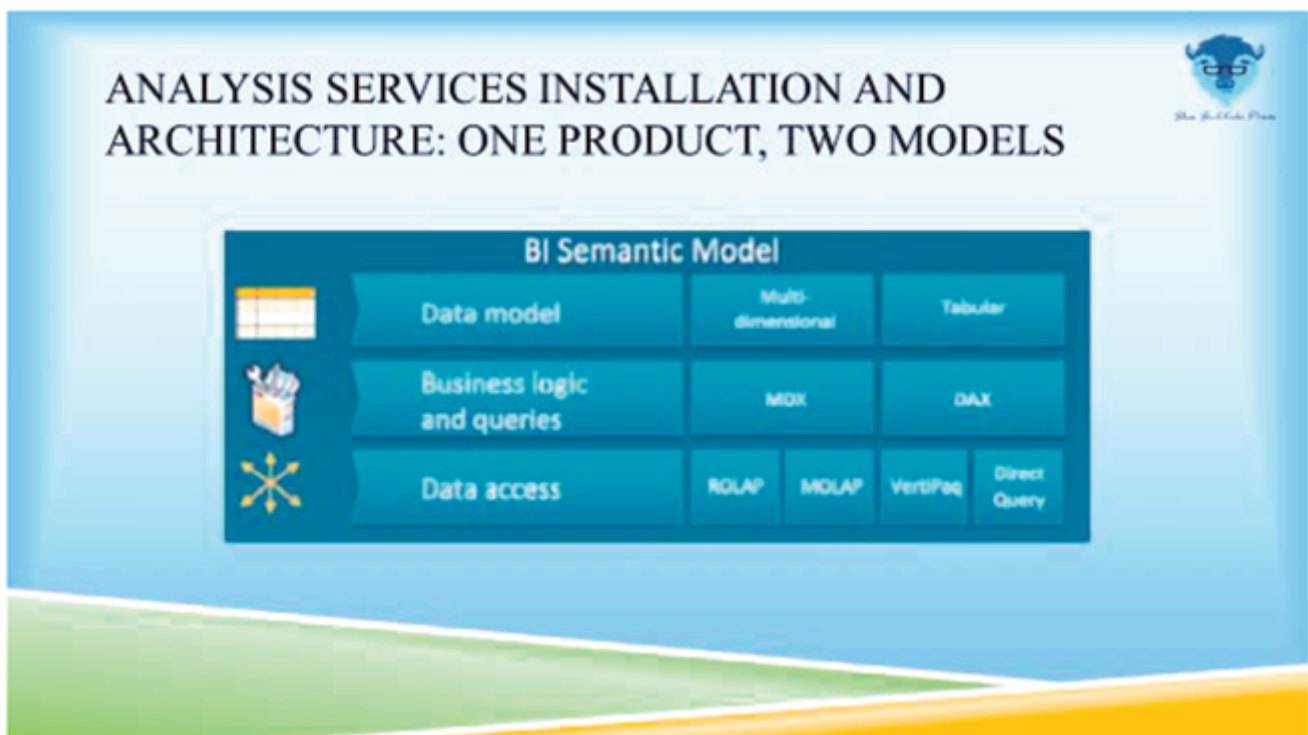 ANALYSIS SERVICES INSTALLATION AND
ARCHITECTURE: ONE PRODUCT, TWO MODELS
BI Semantic Model
Data model
Multi-
dimensional
Tabular
Business logic
and queries
MDX
DAX
Data access
ROLAP
MOLAP
VertiPaq
Direct
Query